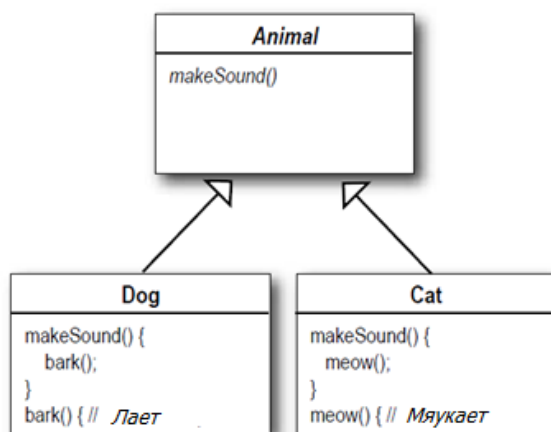 Animal
makeSound()
Dog
makeSound() {
bark();
}
bark() { // Лает
Cat
makeSound() {
meow();
}
meow() { // Мяукает